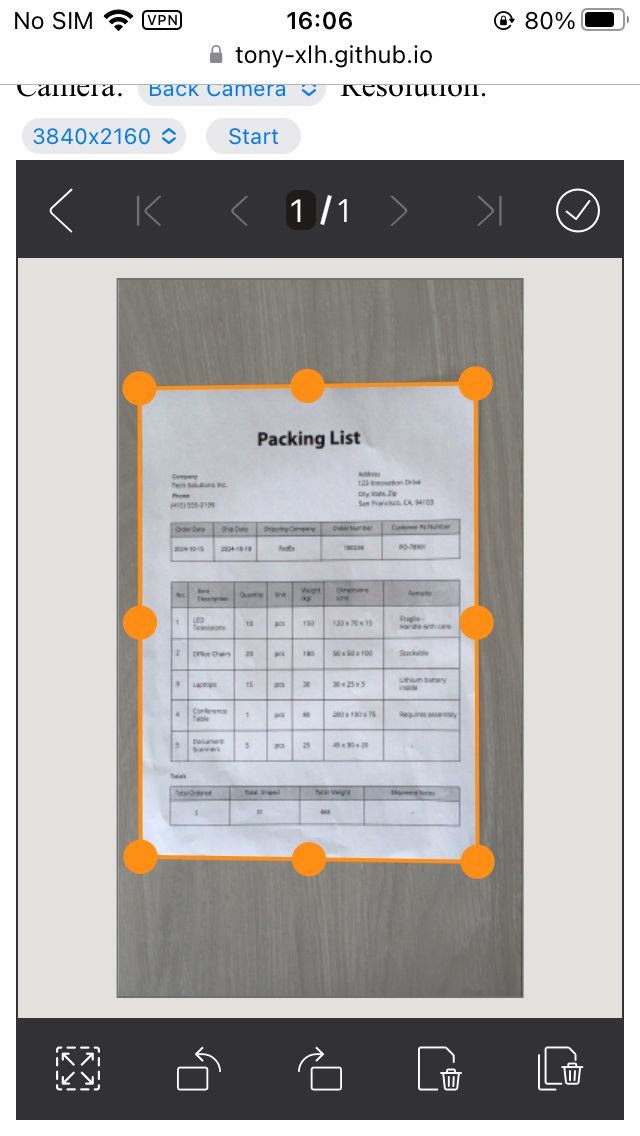 No SIM VPN 16:06 80%
tony-xlh.github.io
Camera: Back Camera Resolution:
3840x2160 Start
1/1
Packing List
Company
Tech Solutions Inc.
Phone
(415) 555-0199
Address
123 Innovation Drive
City, State, Zip
San Francisco, CA, 94103
Order Date Ship Date Shipping Company Order Number Customer PO Number
2024-10-15 2024-10-18 FedEx PO-78901
No. Item Description Quantity Unit Weight (kg) Dimensions (cm) Remarks
1 LED Televisions 10 pcs 150 120 x 70 x 15 Fragile - Handle with care
2 Office Chairs 20 pcs 180 50 x 50 x 100 Stackable
3 Laptops 15 pcs 30 x 25 x 3 Lithium battery inside
4 Conference Table 1 pcs 200 x 100 x 75 Requires assembly
5 Document Scanners 5 pcs 25 45 x 30 x 20 -
Totals
Total Ordered Total Shipped Total Weight Shipment Notes
5 51 -